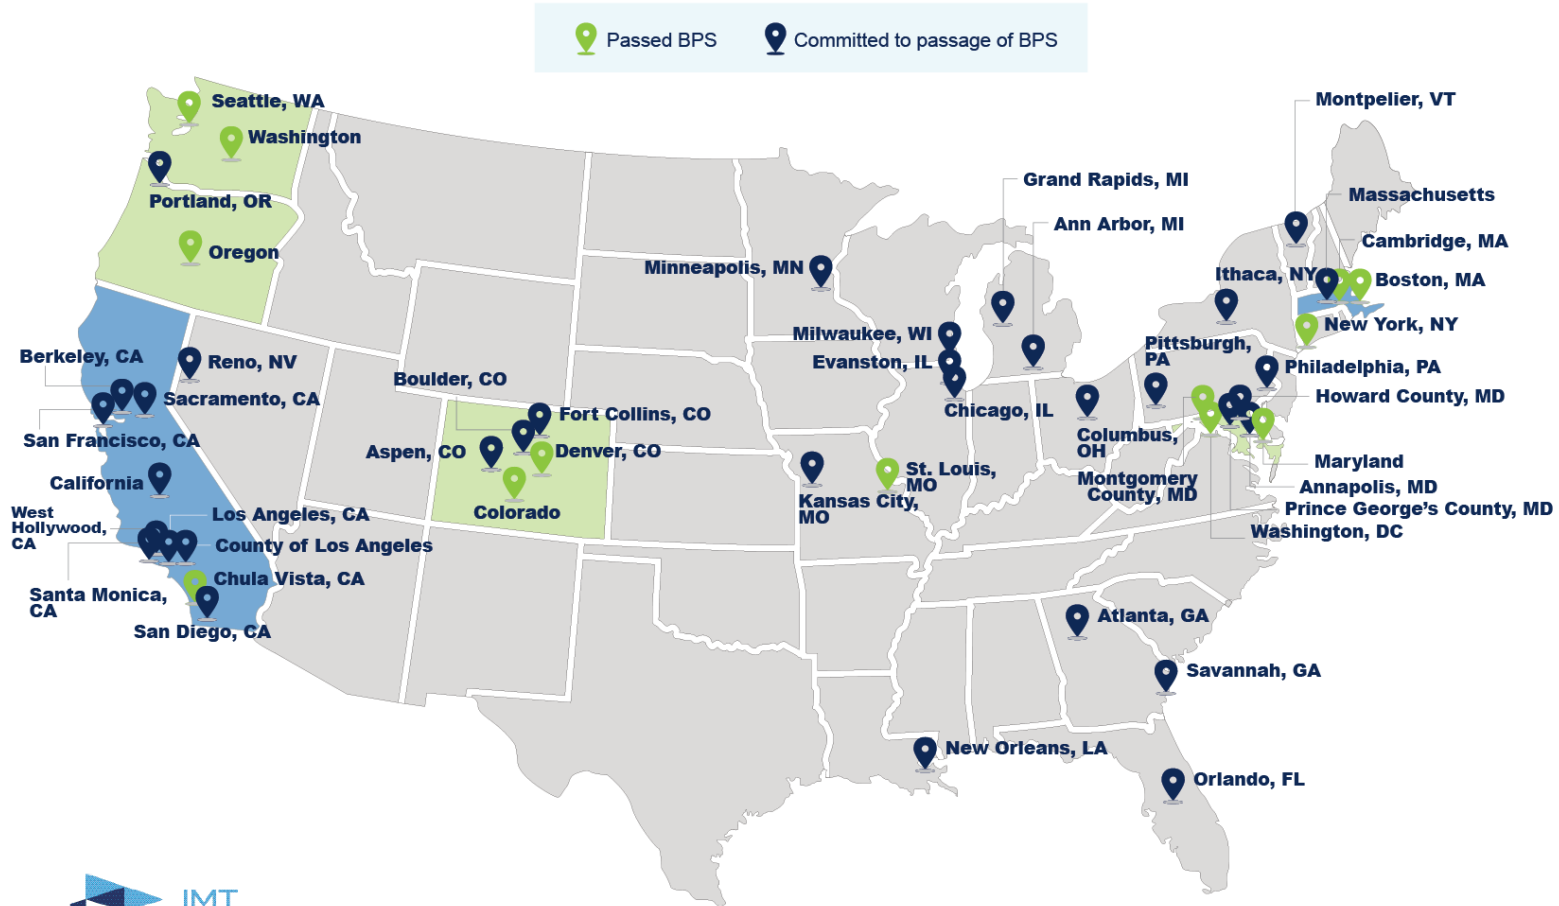 Passed BPS
Committed to passage of BPS
Seattle, WA
Washington
Portland, OR
Oregon
Montpelier, VT
Grand Rapids, MI
Massachusetts
Ann Arbor, MI
Cambridge, MA
Minneapolis, MN
Ithaca, NY
Boston, MA
New York, NY
Milwaukee, WI
Pittsburgh,
PA
Berkeley, CA
Reno, NV
Evanston, IL
Philadelphia, PA
Boulder, CO
Sacramento, CA
Howard County, MD
Fort Collins, CO
Chicago, IL
San Francisco, CA
Aspen, CO
Denver, CO
Columbus,
OH
Maryland
St. Louis,
MO
California
Montgomery
County, MD
Annapolis, MD
Kansas City,
MO
Colorado
Prince George's County, MD
West
Hollywood,
CA
Los Angeles, CA
Washington, DC
County of Los Angeles
Chula Vista, CA
Santa Monica,
CA
San Diego, CA
Atlanta, GA
Savannah, GA
New Orleans, LA
Orlando, FL
IMT